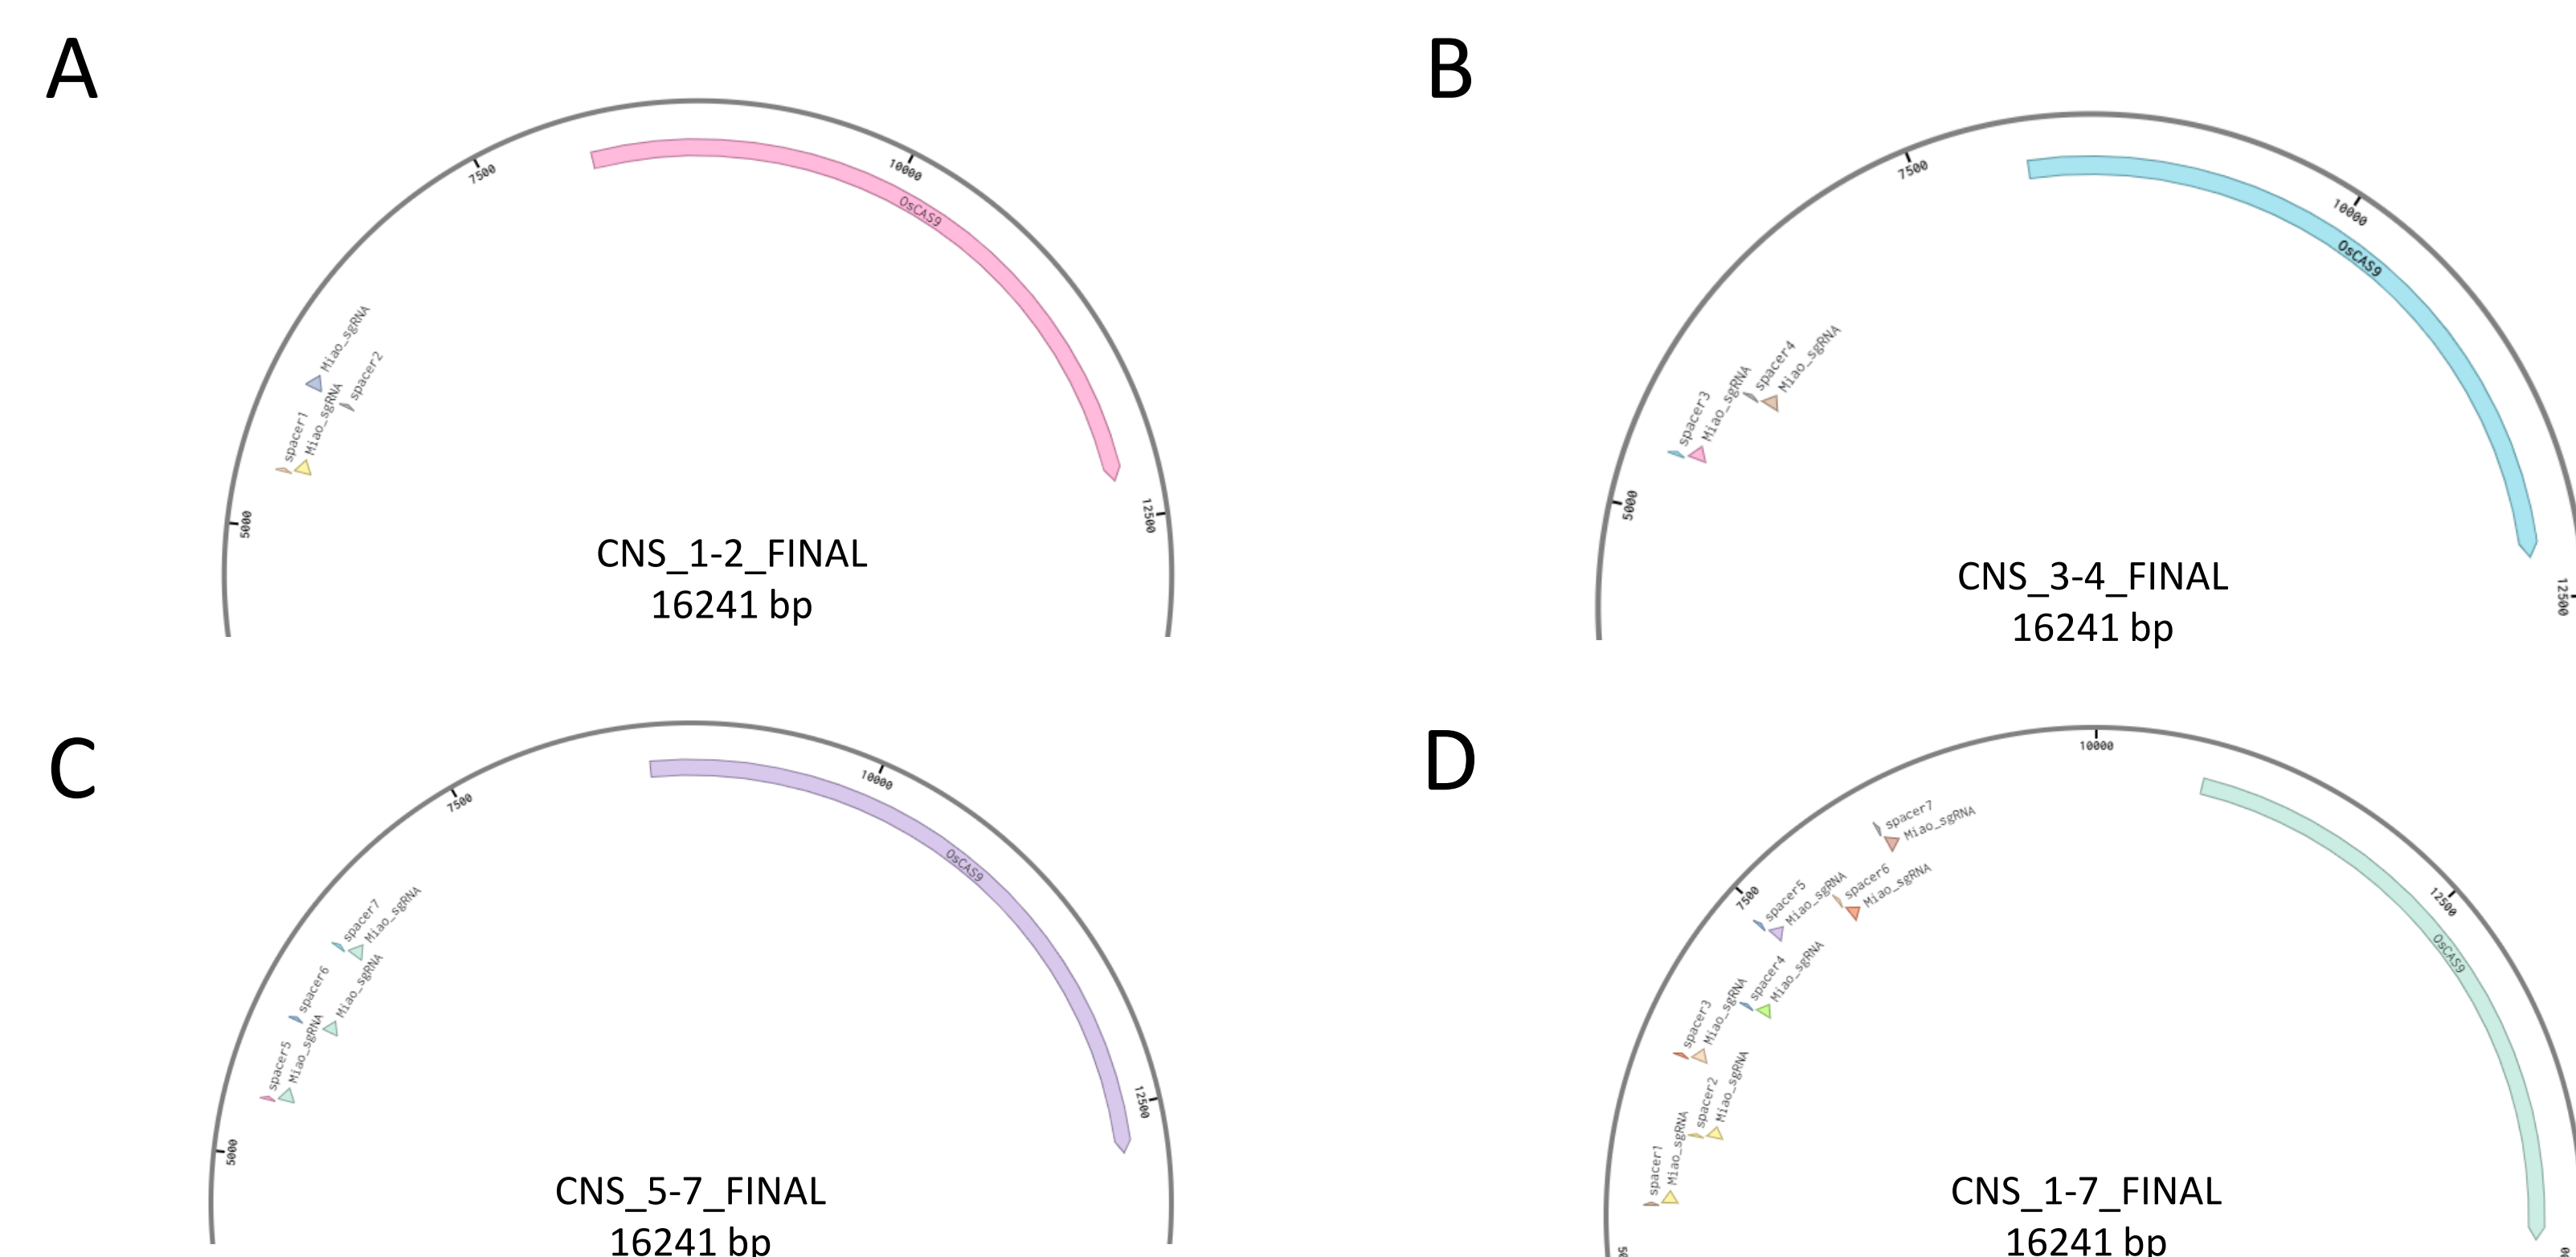 A
7500
10000
OsCAS9
Miao_sgRNA
spacer2
spacer1
Miao_sgRNA
5000
12500
CNS_1-2_FINAL
16241 bp
B
7500
10000
OsCAS9
spacer4
Miao_sgRNA
spacer3
Miao_sgRNA
5000
12500
CNS_3-4_FINAL
16241 bp
C
7500
10000
OsCAS9
spacer7
Miao_sgRNA
spacer6
Miao_sgRNA
spacer5
Miao_sgRNA
5000
12500
CNS_5-7_FINAL
16241 bp
D
10000
7500
12500
OsCAS9
spacer7
Miao_sgRNA
spacer6
Miao_sgRNA
spacer5
Miao_sgRNA
spacer4
Miao_sgRNA
spacer3
Miao_sgRNA
spacer2
Miao_sgRNA
spacer1
Miao_sgRNA
CNS_1-7_FINAL
16241 bp